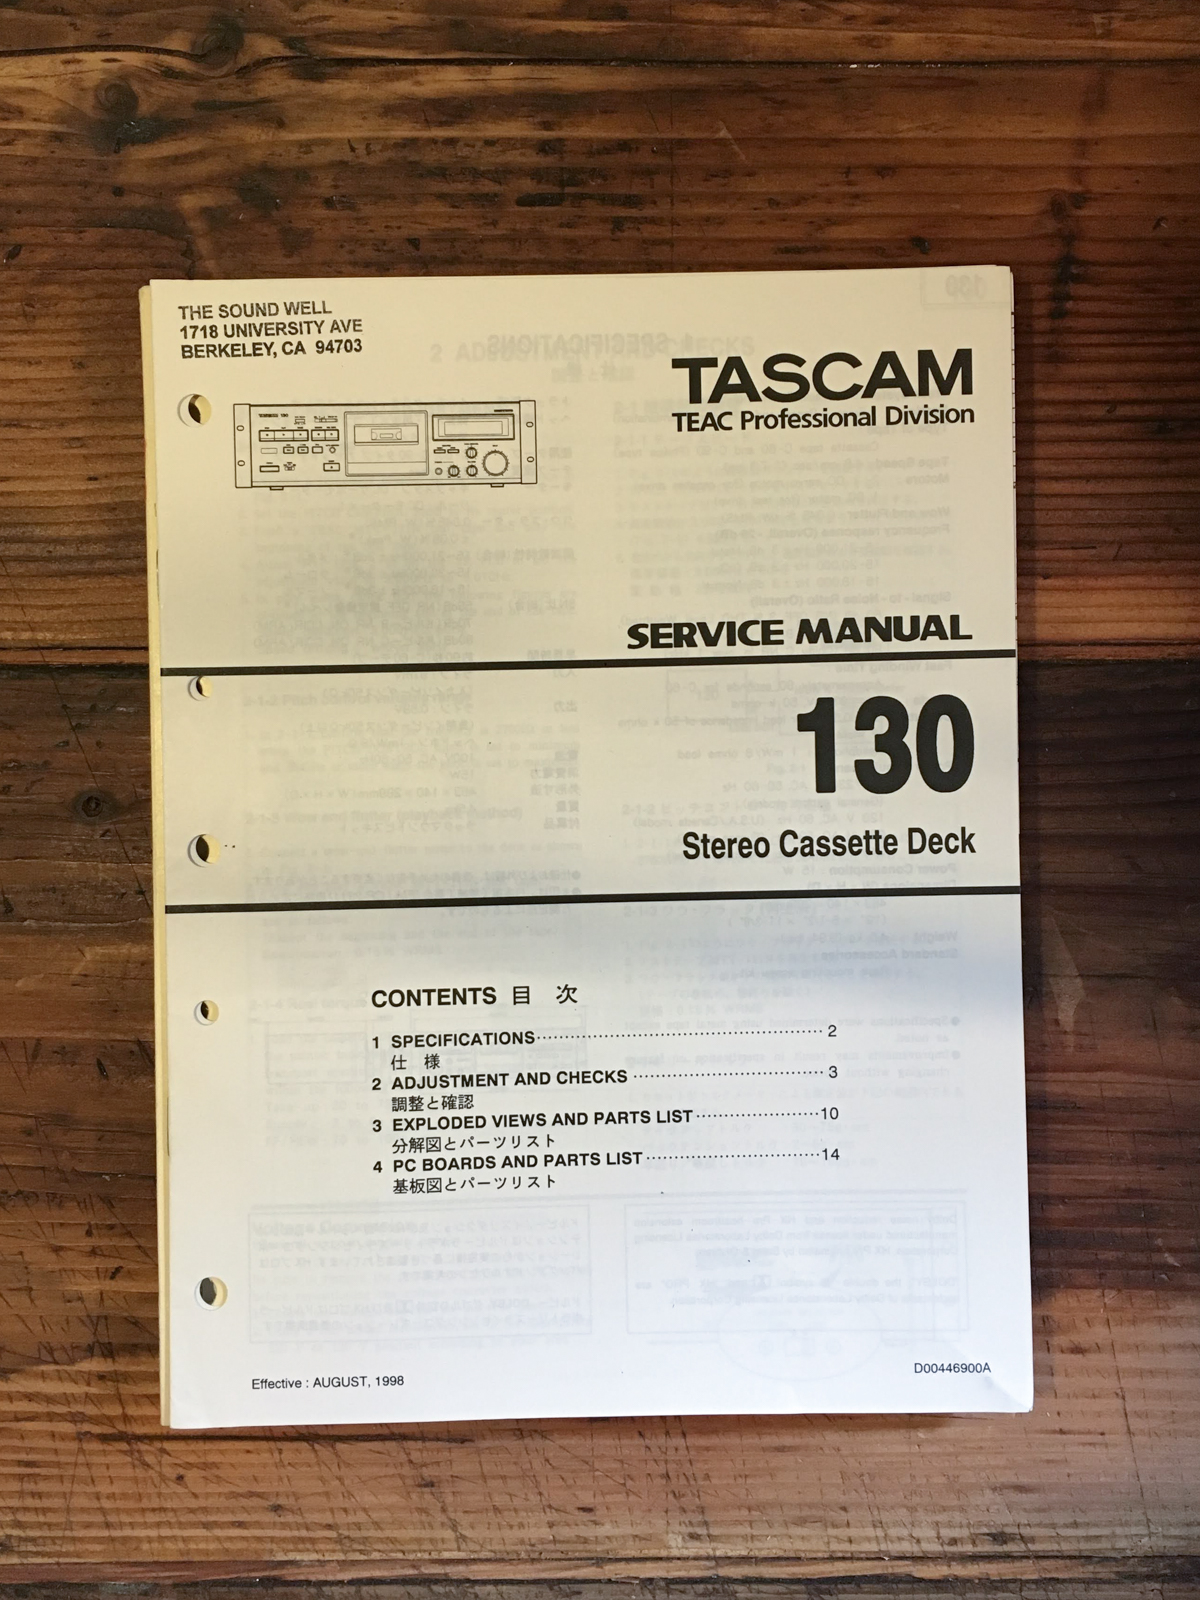 THE SOUND WELL
1718 UNIVERSITY AVE
BERKELEY, CA 94703
TASCAM
TEAC Professional Division
SERVICE MANUAL
130
Stereo Cassette Deck
CONTENTS 目 次
1 SPECIFICATIONS 2
仕 様
2 ADJUSTMENT AND CHECKS 3
調整と確認
3 EXPLODED VIEWS AND PARTS LIST 10
分解図とパーツリスト
4 PC BOARDS AND PARTS LIST 14
基板図とパーツリスト
Effective : AUGUST, 1998
D00446900A